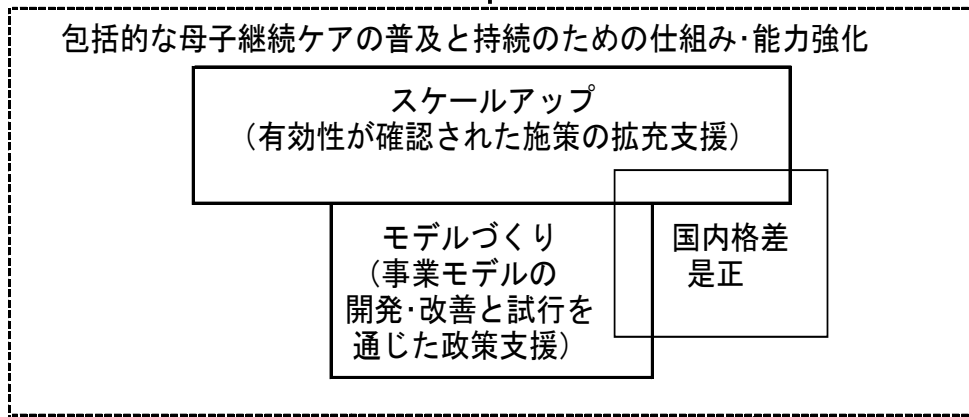 包括的な母子継続ケアの普及と持続のための仕組み･能力強化
スケールアップ
（有効性が確認された施策の拡充支援）
モデルづくり
（事業モデルの
開発･改善と試行を
通じた政策支援）
国内格差
是正